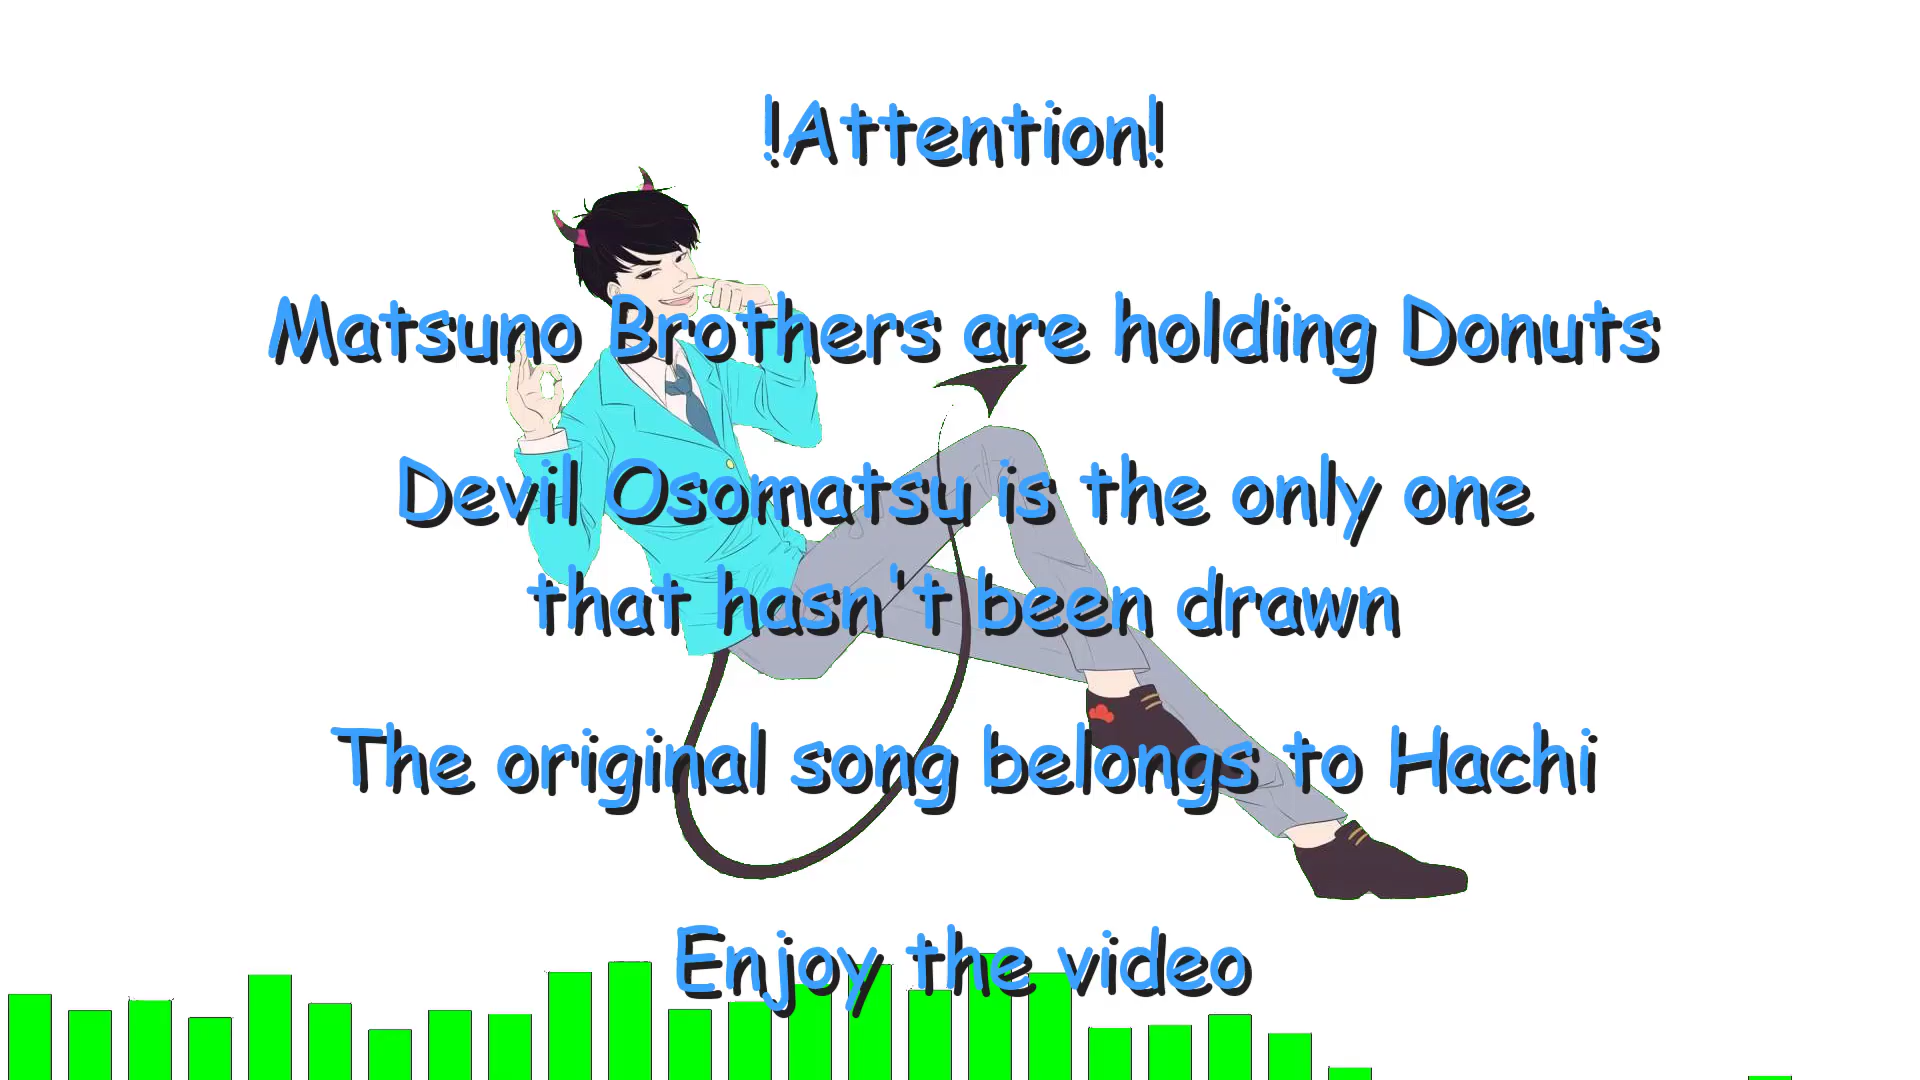 !Attention!
Matsuno Brothers are holding Donuts
Devil Osomatsu is the only one
that hasn't been drawn
The original song belongs to Hachi
Enjoy the video